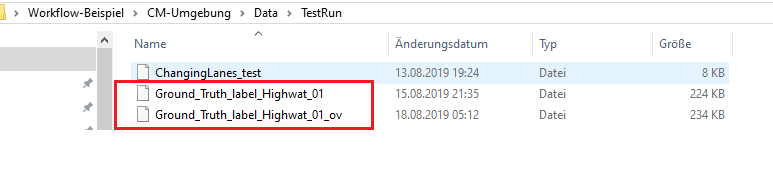 Workflow-Beispiel > CM-Umgebung > Data > TestRun
Name Änderungsdatum Typ Größe
ChangingLanes_test 13.08.2019 19:24 Datei 8 KB
Ground_Truth_label_Highwat_01 15.08.2019 21:35 Datei 224 KB
Ground_Truth_label_Highwat_01_ov 18.08.2019 05:12 Datei 234 KB